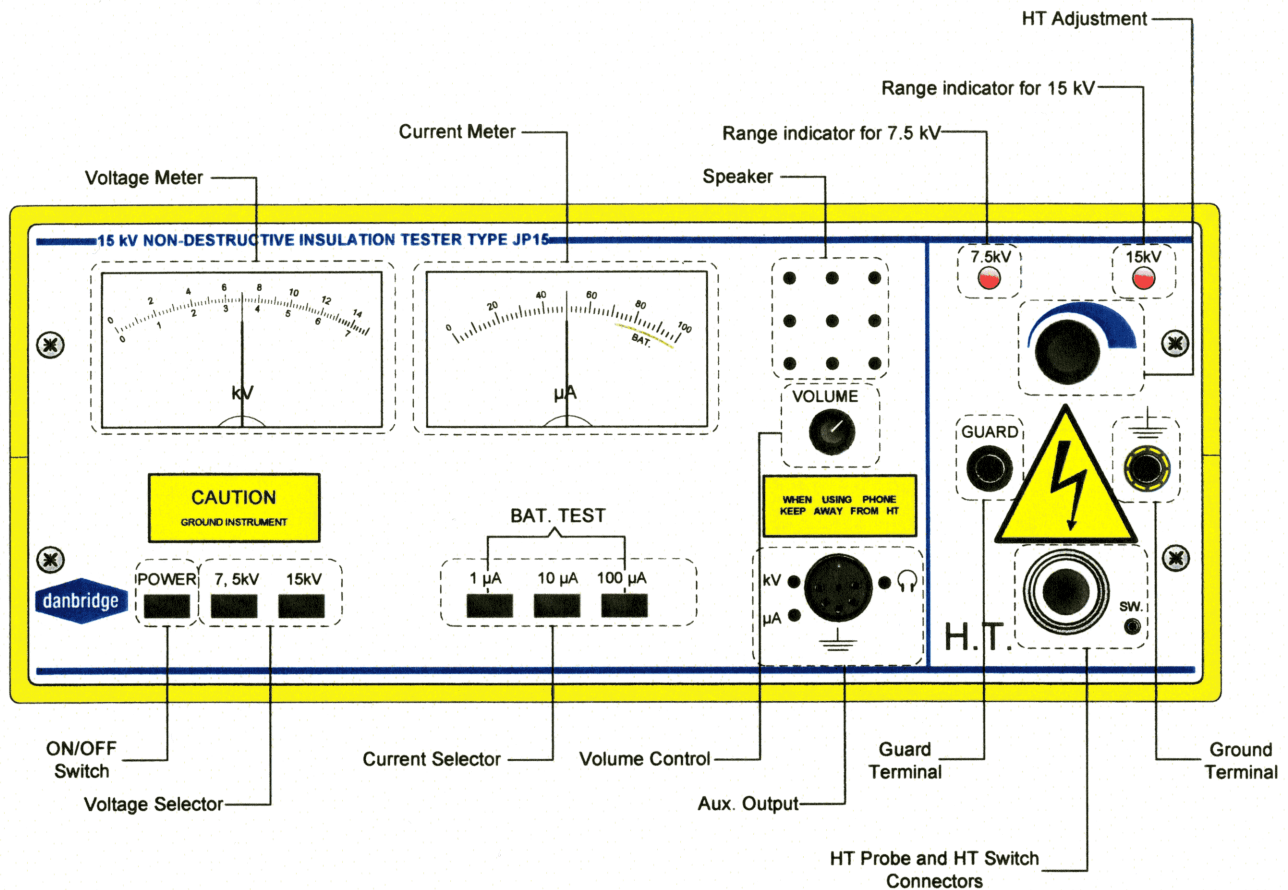 HT Adjustment
Range indicator for 15 kV
Current Meter
Range indicator for 7.5 kV
Voltage Meter
Speaker
15 kV NON-DESTRUCTIVE INSULATION TESTER TYPE JP15
7.5kV
15kV
0 2 4 6 8 10 12 14
0 1 2 3 4 5 6 7
kV
0 20 40 60 80 100
BAT.
µA
VOLUME
GUARD
CAUTION
GROUND INSTRUMENT
WHEN USING PHONE
KEEP AWAY FROM HT
BAT. TEST
POWER
7, 5kV
15kV
1 µA
10 µA
100 µA
kV
µA
danbridge
SW.
H.T.
ON/OFF
Switch
Voltage Selector
Current Selector
Volume Control
Aux. Output
Guard
Terminal
Ground
Terminal
HT Probe and HT Switch
Connectors